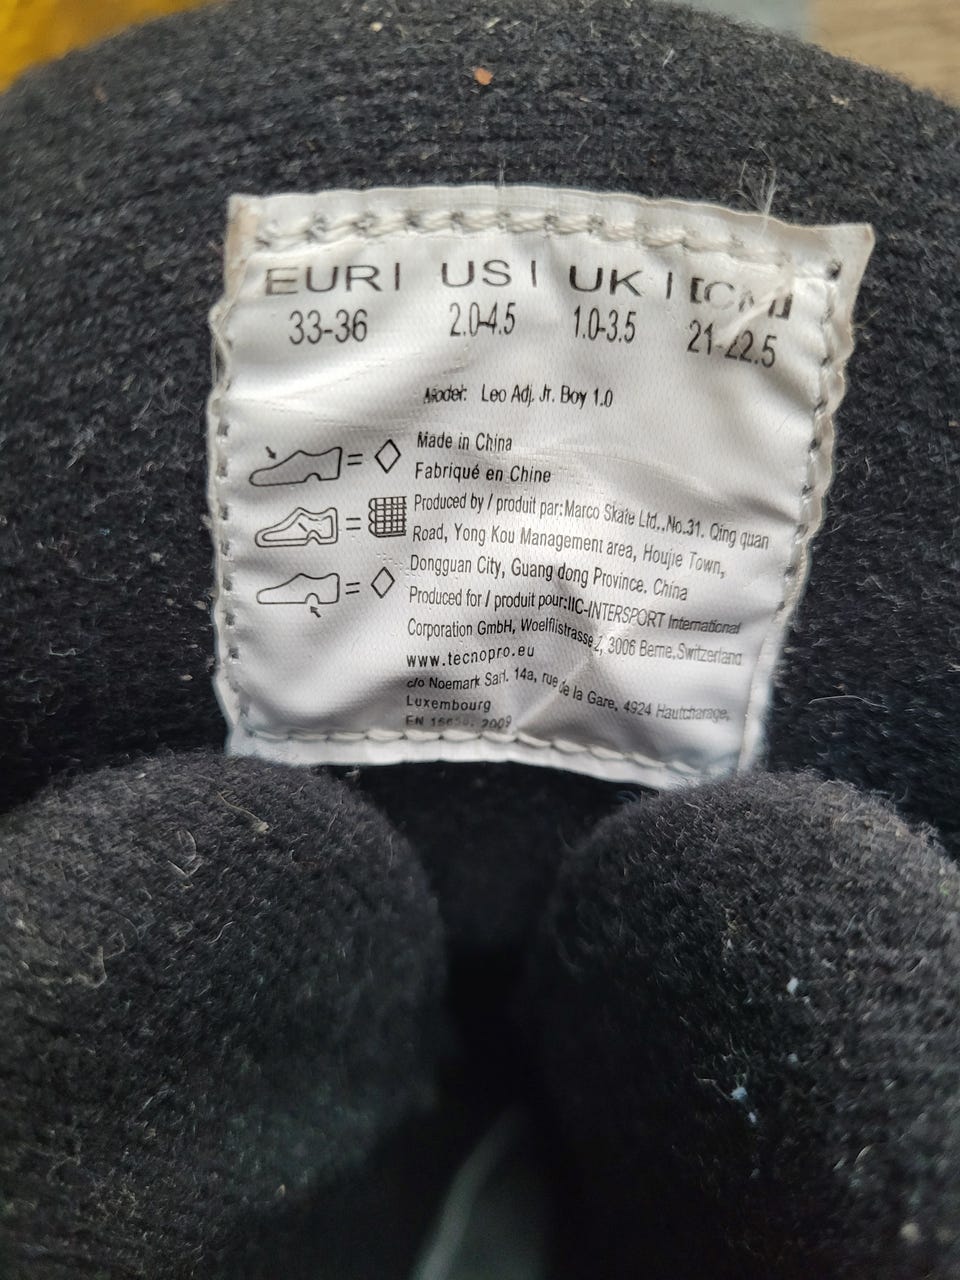 EUR | US | UK | [CM]
33-36 2.0-4.5 1.0-3.5 21-22.5
Model: Leo Adj. Jr. Boy 1.0
Made in China
Fabriqué en Chine
Produced by / produit par:Marco Skate Ltd.,No.31. Qing quan
Road, Yong Kou Management area, Houjie Town,
Dongguan City, Guang dong Province. China
Produced for / produit pour:IIC-INTERSPORT International
Corporation GmbH, Woelflistrasse 2, 3006 Berne,Switzerland
www.tecnopro.eu
c/o Noemark Sarl. 14a, rue de la Gare, 4924 Hautcharage,
Luxembourg
EN 2009